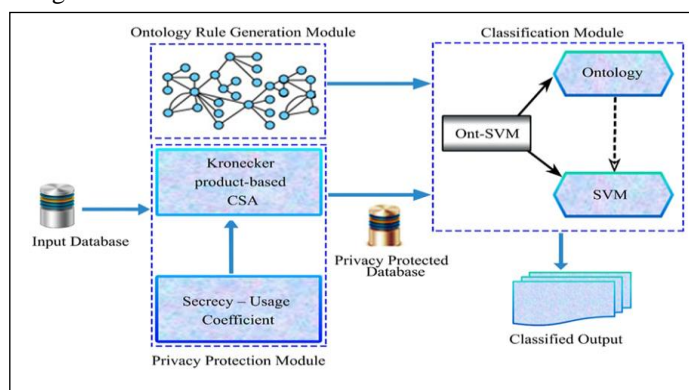 Ontology Rule Generation Module
Classification Module
Ontology
Ont-SVM
SVM
Kronecker
product-based
CSA
Input Database
Privacy Protected
Database
Secrecy – Usage
Coefficient
Privacy Protection Module
Classified Output